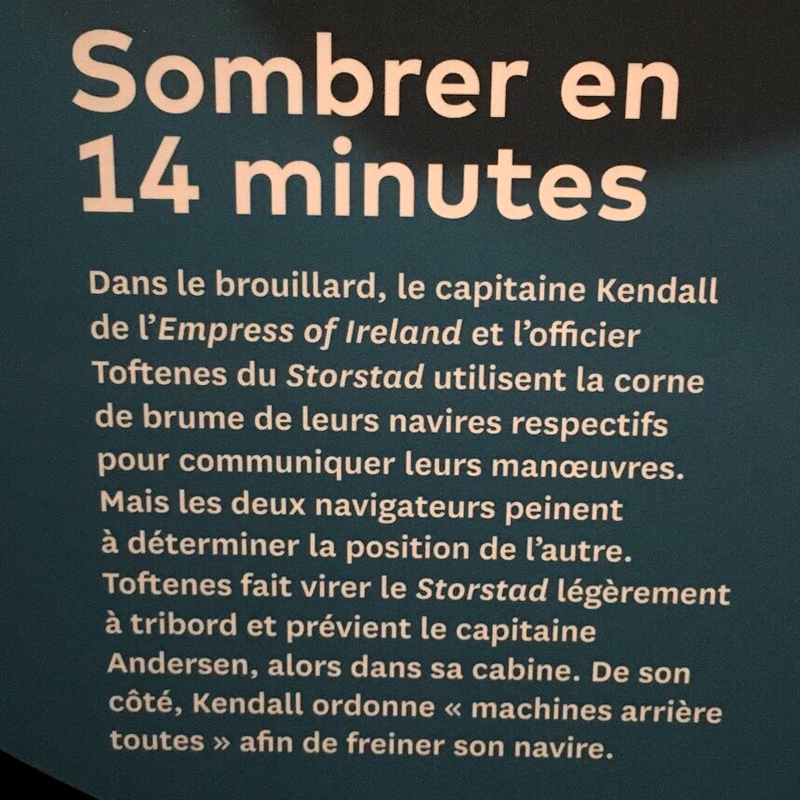 Sombrer en
14 minutes
Dans le brouillard, le capitaine Kendall
de l’Empress of Ireland et l’officier
Toftenes du Storstad utilisent la corne
de brume de leurs navires respectifs
pour communiquer leurs manœuvres.
Mais les deux navigateurs peinent
à déterminer la position de l’autre.
Toftenes fait virer le Storstad légèrement
à tribord et prévient le capitaine
Andersen, alors dans sa cabine. De son
côté, Kendall ordonne « machines arrière
toutes » afin de freiner son navire.